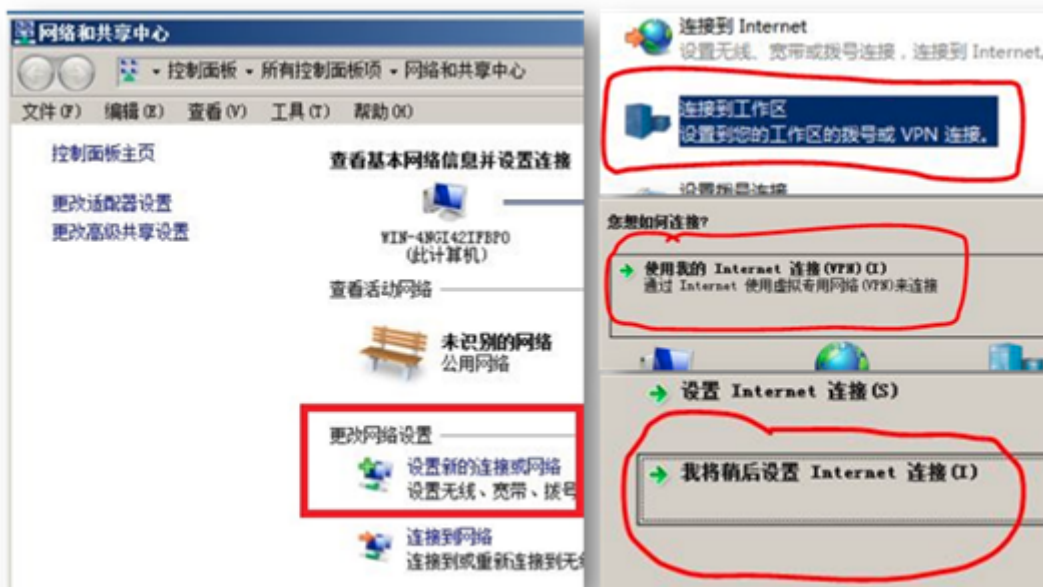 网络和共享中心
控制面板 所有控制面板项 网络和共享中心
文件(F) 编辑(E) 查看(V) 工具(T) 帮助(H)
控制面板主页
更改适配器设置
更改高级共享设置
查看基本网络信息并设置连接
WIN-4NGI42IFBPO
(此计算机)
查看活动网络
未识别的网络
公用网络
更改网络设置
设置新的连接或网络
设置无线、宽带、拨号
连接到网络
连接到或重新连接到无
连接到 Internet
设置无线、宽带或拨号连接，连接到 Internet
连接到工作区
设置到您的工作区的拨号或 VPN 连接。
设置拨号连接
您想如何连接?
使用我的 Internet 连接(VPN)(I)
通过 Internet 使用虚拟专用网络(VPN)来连接
设置 Internet 连接(S)
我将稍后设置 Internet 连接(I)